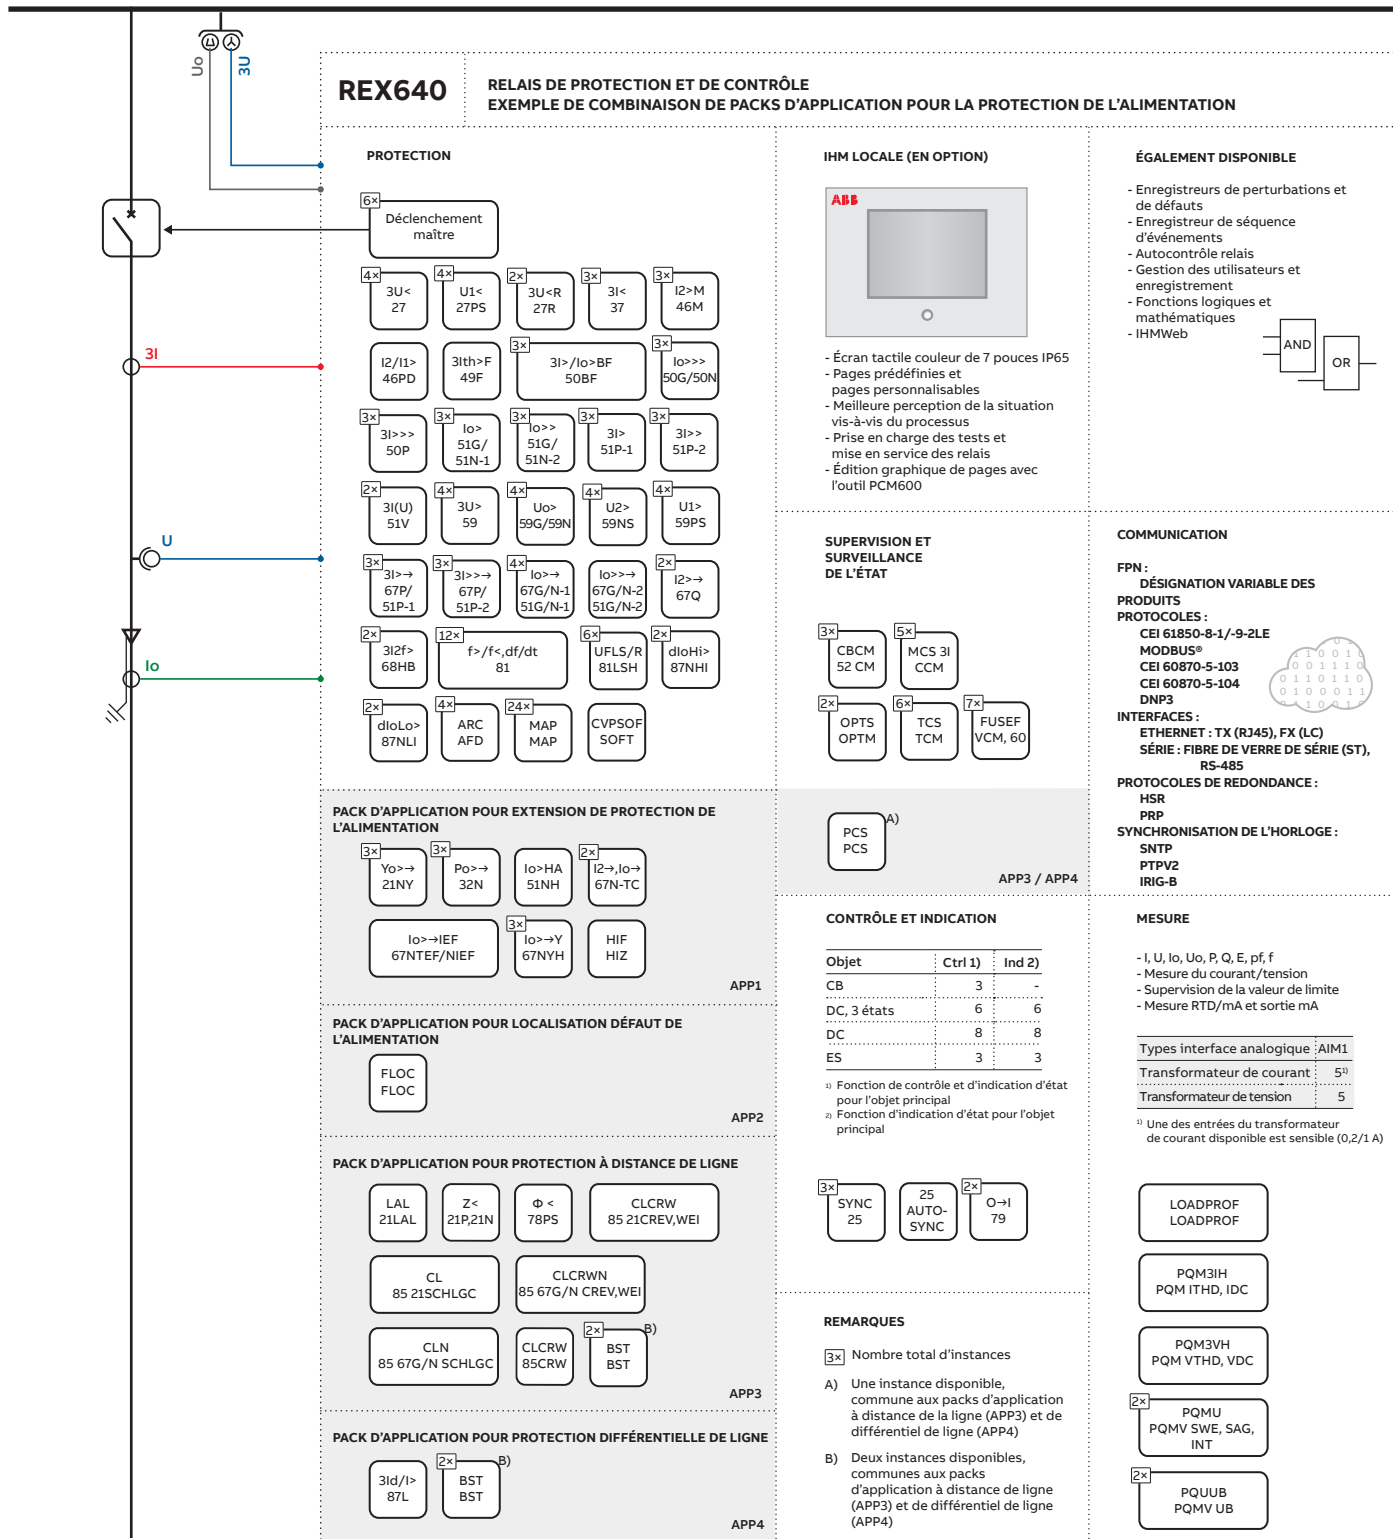 Uo
3U
REX640
RELAIS DE PROTECTION ET DE CONTRÔLE
EXEMPLE DE COMBINAISON DE PACKS D'APPLICATION POUR LA PROTECTION DE L'ALIMENTATION
PROTECTION
6×
Déclenchement
maître
4×
3U<
27
4×
U1<
27PS
2×
3U<R
27R
3×
3I<
37
3×
I2>M
46M
3I
I2/I1>
46PD
3Ith>F
49F
3×
3I>/Io>BF
50BF
3×
Io>>>
50G/50N
3×
3I>>>
50P
3×
Io>
51G/
51N-1
3×
Io>>
51G/
51N-2
3×
3I>
51P-1
3×
3I>>
51P-2
2×
3I(U)
51V
4×
3U>
59
4×
Uo>
59G/59N
4×
U2>
59NS
4×
U1>
59PS
U
3×
3I>→
67P/
51P-1
3×
3I>>→
67P/
51P-2
4×
Io>→
67G/N-1
51G/N-1
Io>>→
67G/N-2
51G/N-2
2×
I2>→
67Q
Io
2×
3I2f>
68HB
12×
f>/f<,df/dt
81
6×
UFLS/R
81LSH
2×
dIoHi>
87NHI
2×
dIoLo>
87NLI
4×
ARC
AFD
24×
MAP
MAP
CVPSOF
SOFT
PACK D'APPLICATION POUR EXTENSION DE PROTECTION DE
L'ALIMENTATION
3×
Yo>→
21NY
3×
Po>→
32N
Io>HA
51NH
2×
I2→,Io→
67N-TC
Io>→IEF
67NTEF/NIEF
3×
Io>→Y
67NYH
HIF
HIZ
APP1
PACK D'APPLICATION POUR LOCALISATION DÉFAUT DE
L'ALIMENTATION
FLOC
FLOC
APP2
PACK D'APPLICATION POUR PROTECTION À DISTANCE DE LIGNE
LAL
21LAL
Z<
21P,21N
Φ <
78PS
CLCRW
85 21CREV,WEI
CL
85 21SCHLGC
CLCRWN
85 67G/N CREV,WEI
CLN
85 67G/N SCHLGC
CLCRW
85CRW
2×
BST
BST
B)
APP3
PACK D'APPLICATION POUR PROTECTION DIFFÉRENTIELLE DE LIGNE
3Id/I>
87L
2×
BST
BST
B)
APP4
IHM LOCALE (EN OPTION)
ABB
- Écran tactile couleur de 7 pouces IP65
- Pages prédéfinies et
pages personnalisables
- Meilleure perception de la situation
vis-à-vis du processus
- Prise en charge des tests et
mise en service des relais
- Édition graphique de pages avec
l'outil PCM600
SUPERVISION ET
SURVEILLANCE
DE L'ÉTAT
3×
CBCM
52 CM
5×
MCS 3I
CCM
2×
OPTS
OPTM
6×
TCS
TCM
7×
FUSEF
VCM, 60
PCS
PCS
A)
APP3 / APP4
CONTRÔLE ET INDICATION
Objet Ctrl 1) Ind 2)
CB 3 -
DC, 3 états 6 6
DC 8 8
ES 3 3
1) Fonction de contrôle et d'indication d'état
pour l'objet principal
2) Fonction d'indication d'état pour l'objet
principal
3×
SYNC
25
25
AUTO-
SYNC
2×
O→I
79
REMARQUES
3× Nombre total d'instances
A) Une instance disponible,
commune aux packs d'application
à distance de la ligne (APP3) et de
différentiel de ligne (APP4)
B) Deux instances disponibles,
communes aux packs
d'application à distance de ligne
(APP3) et de différentiel de ligne
(APP4)
ÉGALEMENT DISPONIBLE
- Enregistreurs de perturbations et
de défauts
- Enregistreur de séquence
d'événements
- Autocontrôle relais
- Gestion des utilisateurs et
enregistrement
- Fonctions logiques et
mathématiques
- IHMWeb
AND
OR
COMMUNICATION
FPN :
DÉSIGNATION VARIABLE DES
PRODUITS
PROTOCOLES :
CEI 61850-8-1/-9-2LE
MODBUS®
CEI 60870-5-103
CEI 60870-5-104
DNP3
INTERFACES :
ETHERNET : TX (RJ45), FX (LC)
SÉRIE : FIBRE DE VERRE DE SÉRIE (ST),
RS-485
PROTOCOLES DE REDONDANCE :
HSR
PRP
SYNCHRONISATION DE L'HORLOGE :
SNTP
PTPV2
IRIG-B
MESURE
- I, U, Io, Uo, P, Q, E, pf, f
- Mesure du courant/tension
- Supervision de la valeur de limite
- Mesure RTD/mA et sortie mA
Types interface analogique AIM1
Transformateur de courant 5¹⁾
Transformateur de tension 5
1) Une des entrées du transformateur
de courant disponible est sensible (0,2/1 A)
LOADPROF
LOADPROF
PQM3IH
PQM ITHD, IDC
PQM3VH
PQM VTHD, VDC
2×
PQMU
PQMV SWE, SAG,
INT
2×
PQUUB
PQMV UB